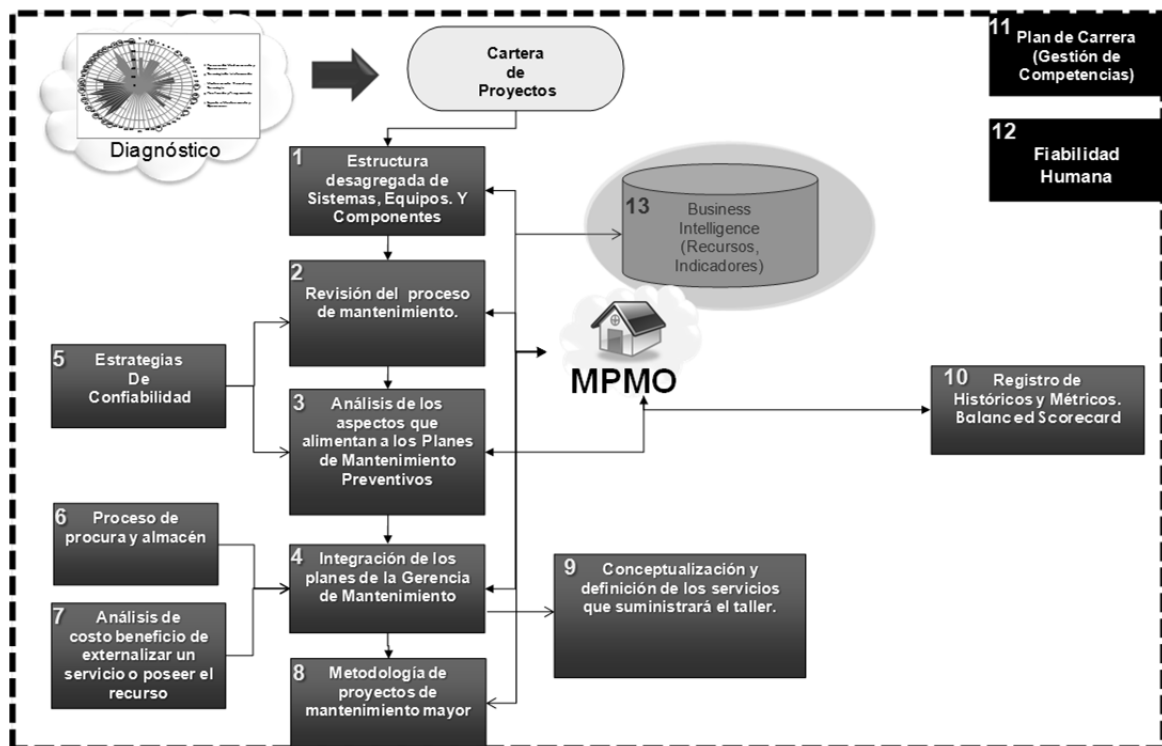 Diagnóstico
Cartera
de
Proyectos
11
Plan de Carrera
(Gestión de
Competencias)
12
Fiabilidad
Humana
1
Estructura
desagregada de
Sistemas, Equipos. Y
Componentes
13
Business
Intelligence
(Recursos,
Indicadores)
2
Revisión del proceso
de mantenimiento.
MPMO
5
Estrategias
De
Confiabilidad
3
Análisis de los
aspectos que
alimentan a los Planes
de Mantenimiento
Preventivos
10
Registro de
Históricos y Métricos.
Balanced Scorecard
6
Proceso de
procura y almacén
4
Integración de los
planes de la Gerencia
de Mantenimiento
9
Conceptualización y
definición de los servicios
que suministrará el taller.
7
Análisis de
costo beneficio de
externalizar un
servicio o poseer el
recurso
8
Metodología de
proyectos de
mantenimiento mayor